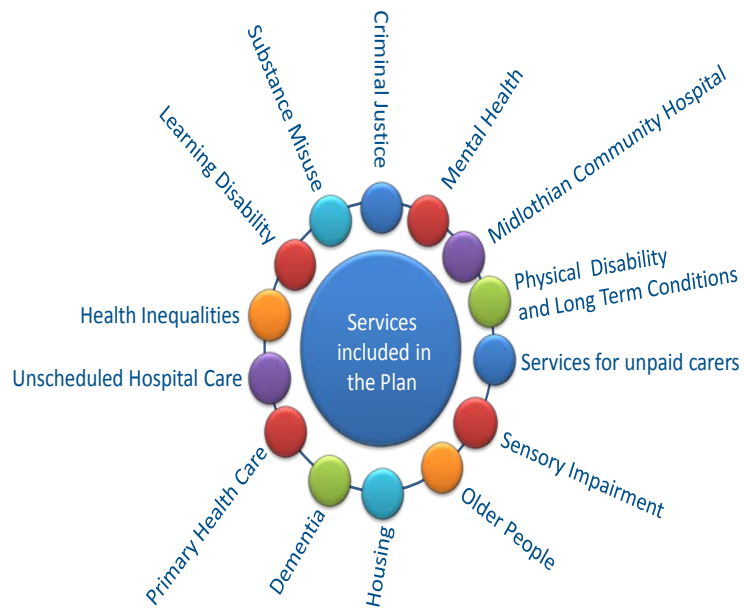 Services
included in
the Plan
Criminal Justice
Mental Health
Midlothian Community Hospital
Physical Disability
and Long Term Conditions
Services for unpaid carers
Sensory Impairment
Older People
Housing
Dementia
Primary Health Care
Unscheduled Hospital Care
Health Inequalities
Learning Disability
Substance Misuse